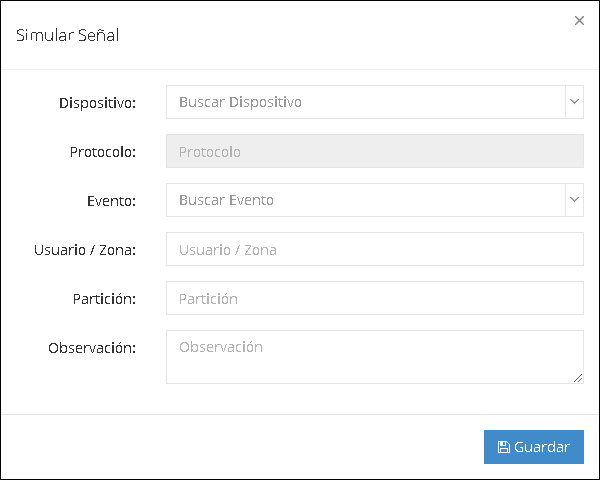 ×
Simular Señal
Dispositivo: Buscar Dispositivo
Protocolo: Protocolo
Evento: Buscar Evento
Usuario / Zona: Usuario / Zona
Partición: Partición
Observación: Observación
Guardar